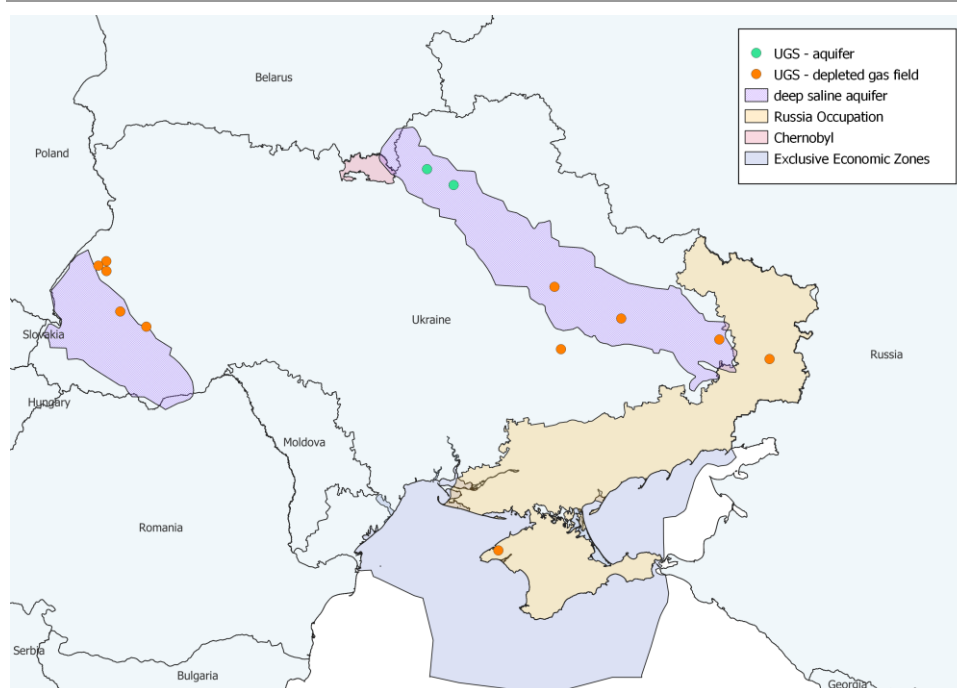 UGS - aquifer
UGS - depleted gas field
deep saline aquifer
Russia Occupation
Chernobyl
Exclusive Economic Zones
Belarus
Poland
Ukraine
Slovakia
Russia
Hungary
Moldova
Romania
Serbia
Bulgaria
Georgia